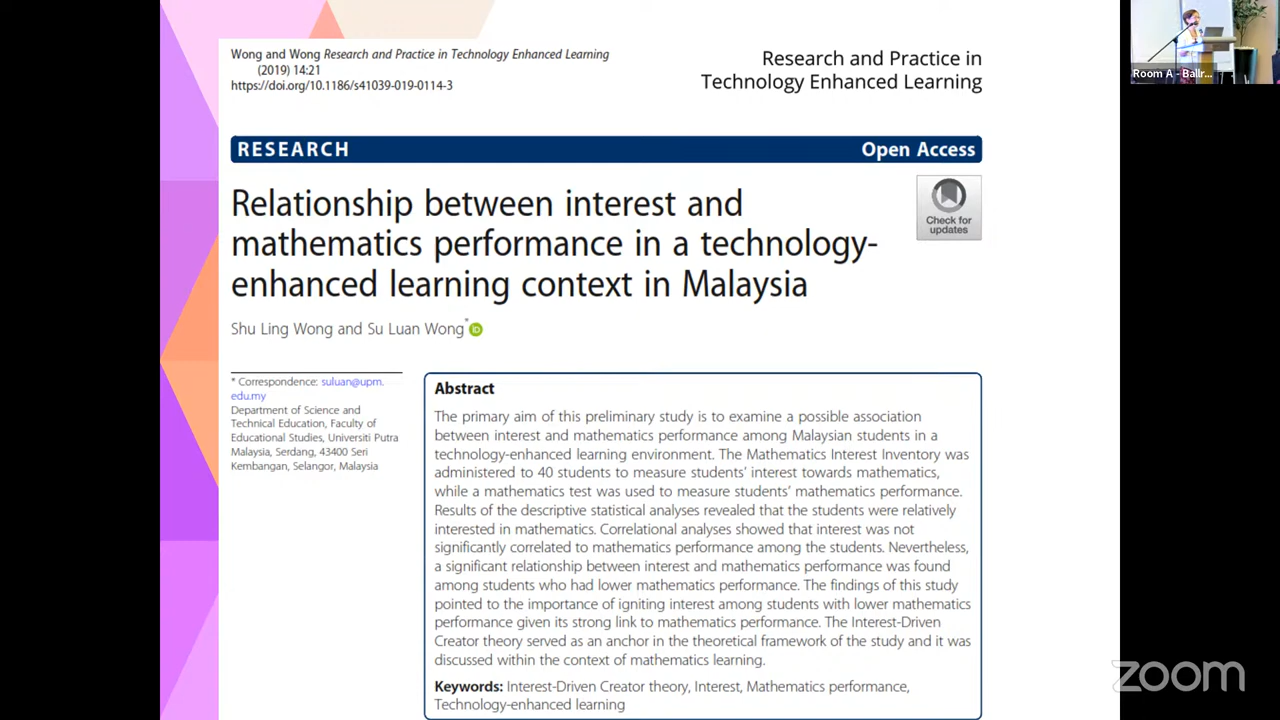 Wong and Wong Research and Practice in Technology Enhanced Learning
(2019) 14:21
https://doi.org/10.1186/s41039-019-0114-3
Research and Practice in
Technology Enhanced Learning
RESEARCH
Open Access
Relationship between interest and
mathematics performance in a technology-
enhanced learning context in Malaysia
Check for
updates
Shu Ling Wong and Su Luan Wong*
iD
* Correspondence: suluan@upm.
edu.my
Department of Science and
Technical Education, Faculty of
Educational Studies, Universiti Putra
Malaysia, Serdang, 43400 Seri
Kembangan, Selangor, Malaysia
Abstract
The primary aim of this preliminary study is to examine a possible association
between interest and mathematics performance among Malaysian students in a
technology-enhanced learning environment. The Mathematics Interest Inventory was
administered to 40 students to measure students' interest towards mathematics,
while a mathematics test was used to measure students' mathematics performance.
Results of the descriptive statistical analyses revealed that the students were relatively
interested in mathematics. Correlational analyses showed that interest was not
significantly correlated to mathematics performance among the students. Nevertheless,
a significant relationship between interest and mathematics performance was found
among students who had lower mathematics performance. The findings of this study
pointed to the importance of igniting interest among students with lower mathematics
performance given its strong link to mathematics performance. The Interest-Driven
Creator theory served as an anchor in the theoretical framework of the study and it was
discussed within the context of mathematics learning.
Keywords: Interest-Driven Creator theory, Interest, Mathematics performance,
Technology-enhanced learning
Room A - Ballr...
zoom